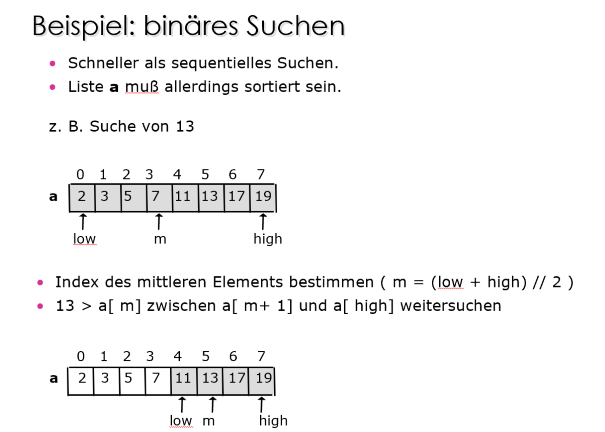 Beispiel: binäres Suchen
• Schneller als sequentielles Suchen.
• Liste a muß allerdings sortiert sein.
z. B. Suche von 13
0 1 2 3 4 5 6 7
a 2 3 5 7 11 13 17 19
low m high
• Index des mittleren Elements bestimmen ( m = (low + high) // 2 )
• 13 > a[ m] zwischen a[ m+ 1] und a[ high] weitersuchen
0 1 2 3 4 5 6 7
a 2 3 5 7 11 13 17 19
low m high